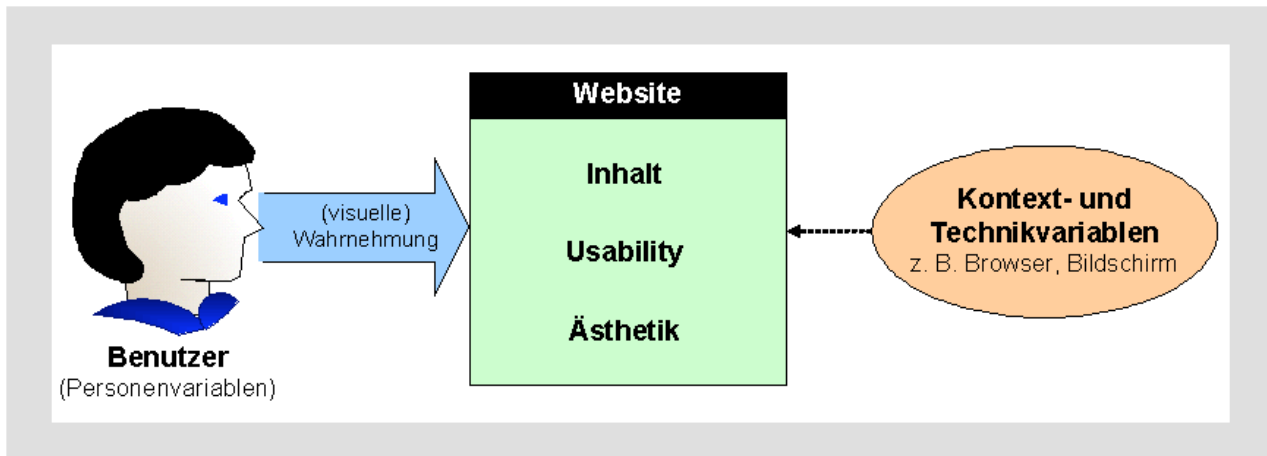 Website
Inhalt
Usability
Ästhetik
(visuelle)
Wahrnehmung
Benutzer
(Personenvariablen)
Kontext- und
Technikvariablen
z. B. Browser, Bildschirm